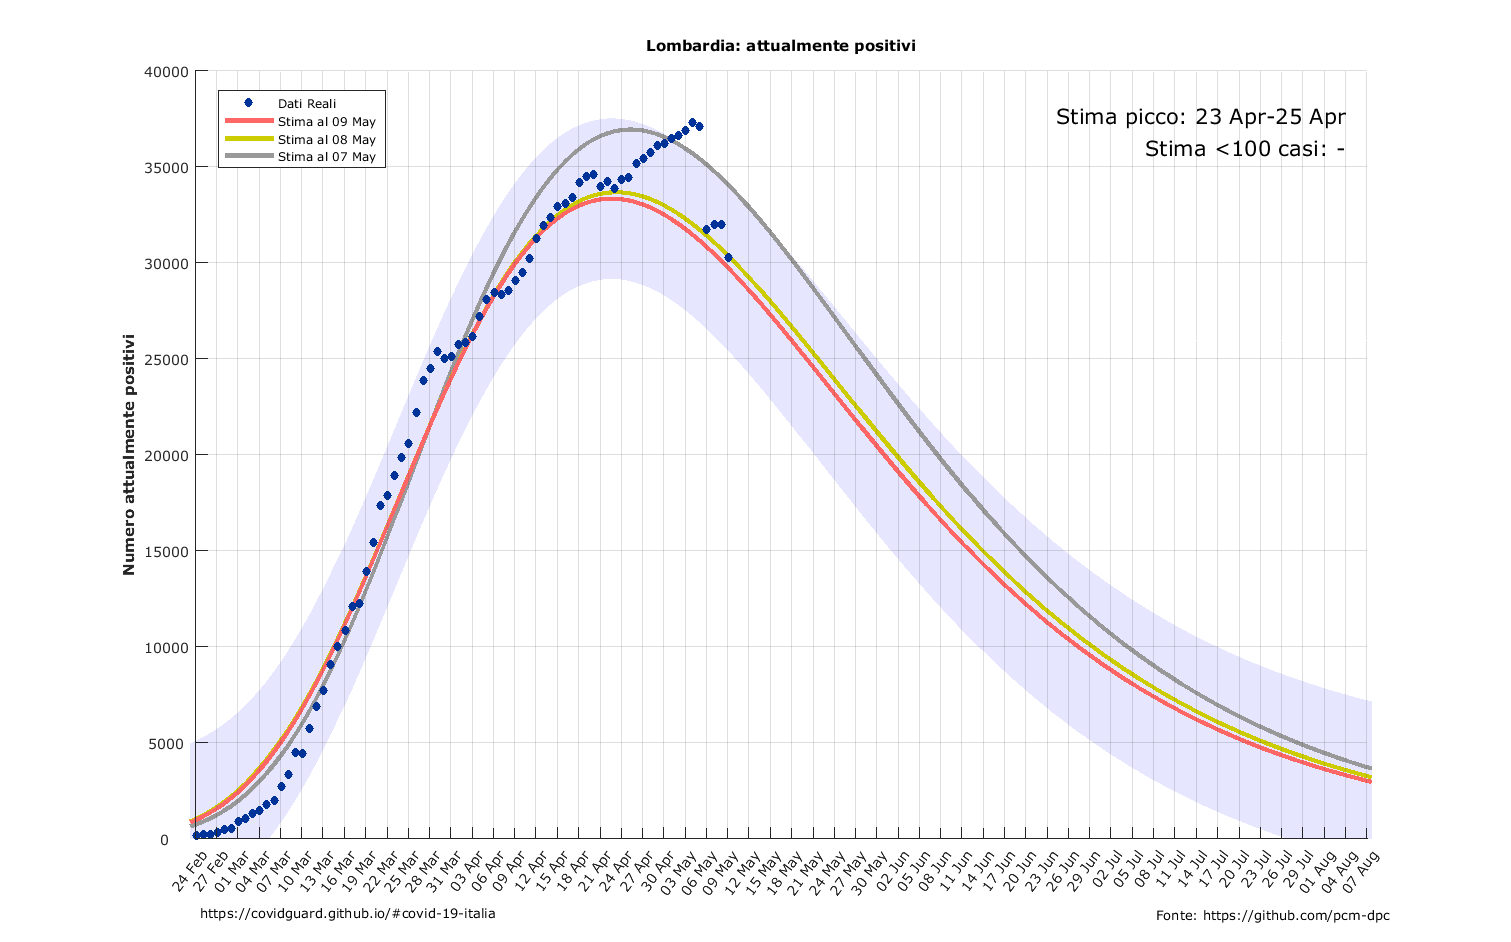 Lombardia: attualmente positivi
40000
35000
30000
25000
20000
15000
10000
5000
0
Numero attualmente positivi
Dati Reali
Stima al 09 May
Stima al 08 May
Stima al 07 May
Stima picco: 23 Apr-25 Apr
Stima <100 casi: -
24 Feb
27 Feb
01 Mar
04 Mar
07 Mar
10 Mar
13 Mar
16 Mar
19 Mar
22 Mar
25 Mar
28 Mar
31 Mar
03 Apr
06 Apr
09 Apr
12 Apr
15 Apr
18 Apr
21 Apr
24 Apr
27 Apr
30 Apr
03 May
06 May
09 May
12 May
15 May
18 May
21 May
24 May
27 May
30 May
02 Jun
05 Jun
08 Jun
11 Jun
14 Jun
17 Jun
20 Jun
23 Jun
26 Jun
29 Jun
02 Jul
05 Jul
08 Jul
11 Jul
14 Jul
17 Jul
20 Jul
23 Jul
26 Jul
29 Jul
01 Aug
04 Aug
07 Aug
https://covidguard.github.io/#covid-19-italia
Fonte: https://github.com/pcm-dpc